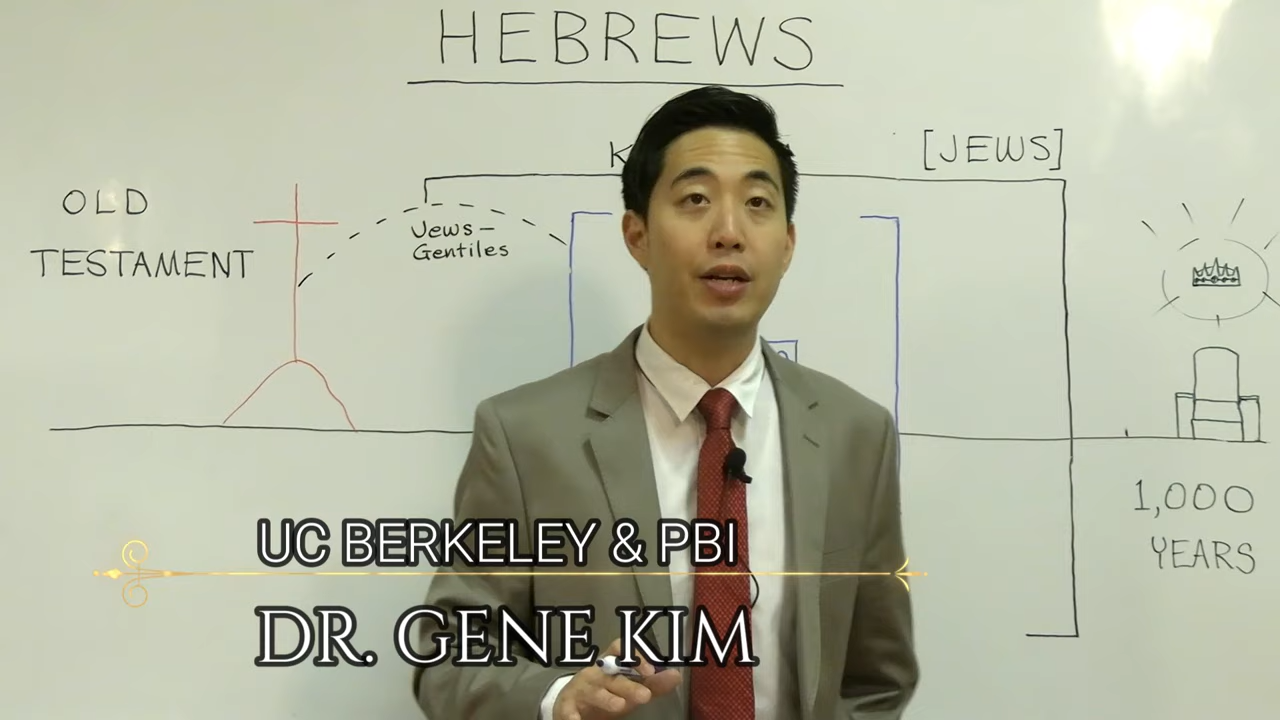 HEBREWS
[JEWS]
OLD
TESTAMENT
Jews –
Gentiles
1,000
YEARS
UC BERKELEY & PBI
DR. GENE KIM